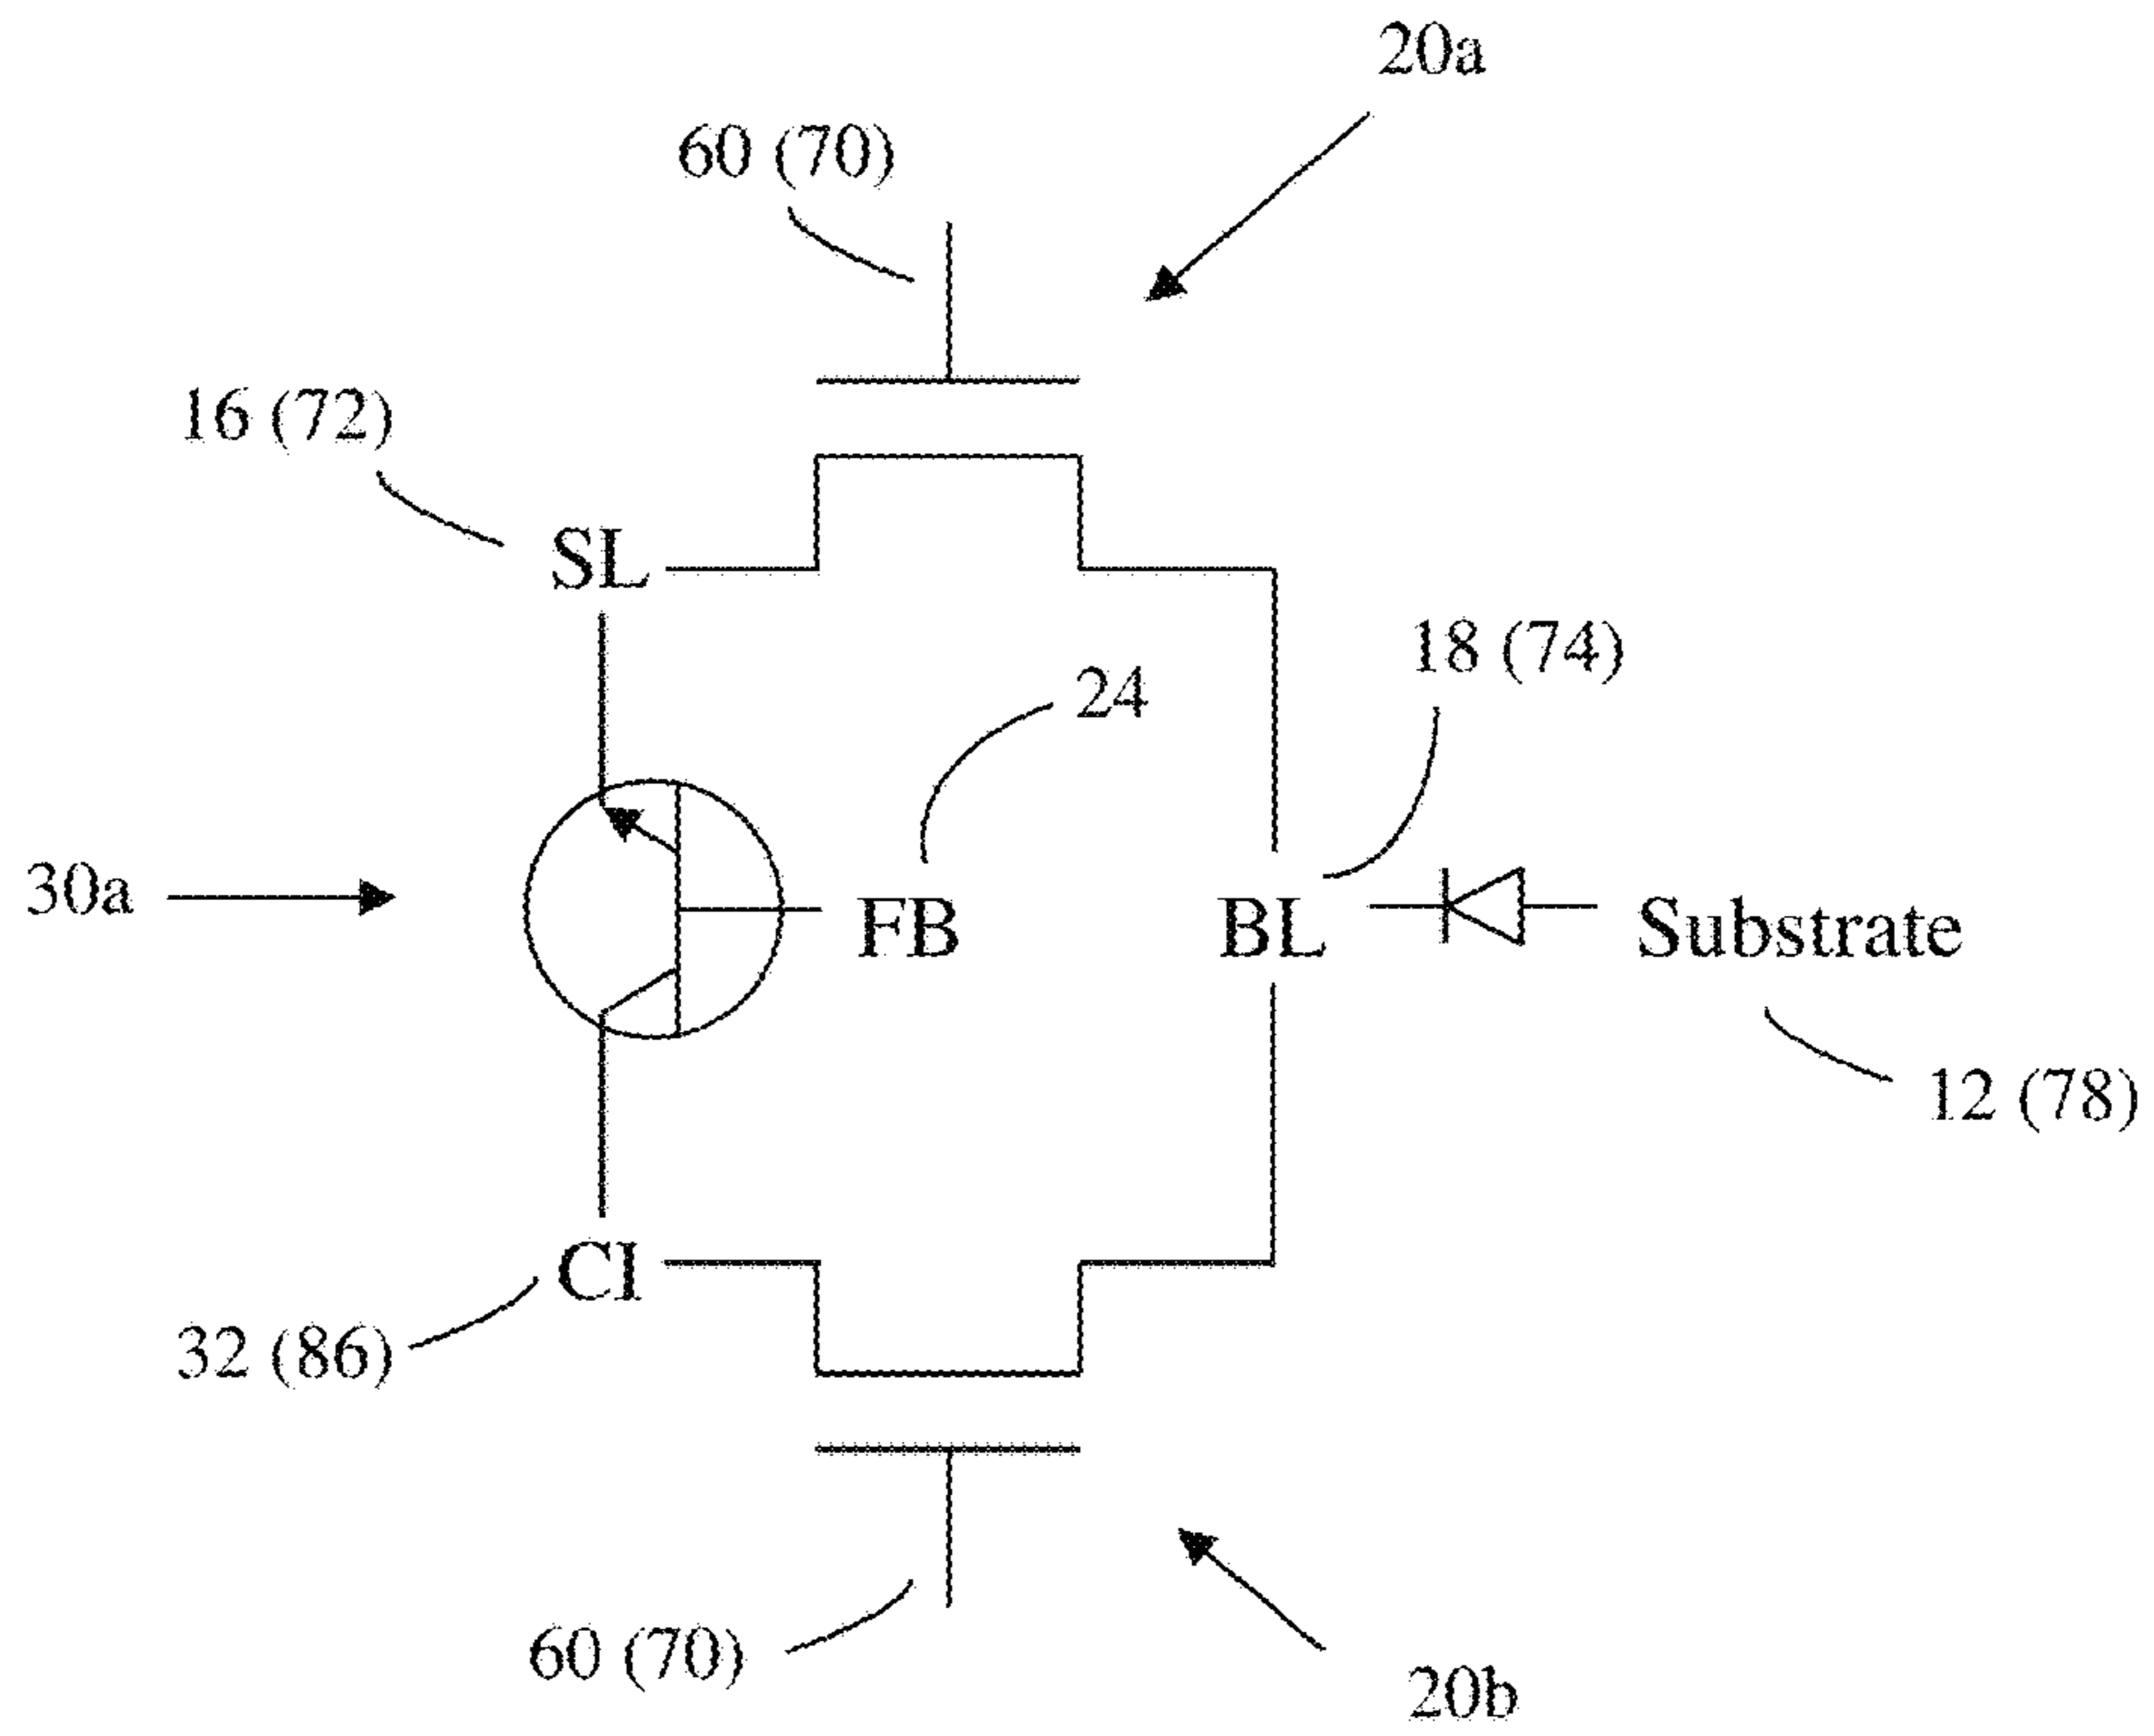 20a
60 (70)
16 (72)
SL
18 (74)
24
30a
FB
BL
Substrate
12 (78)
CI
32 (86)
60 (70)
20b